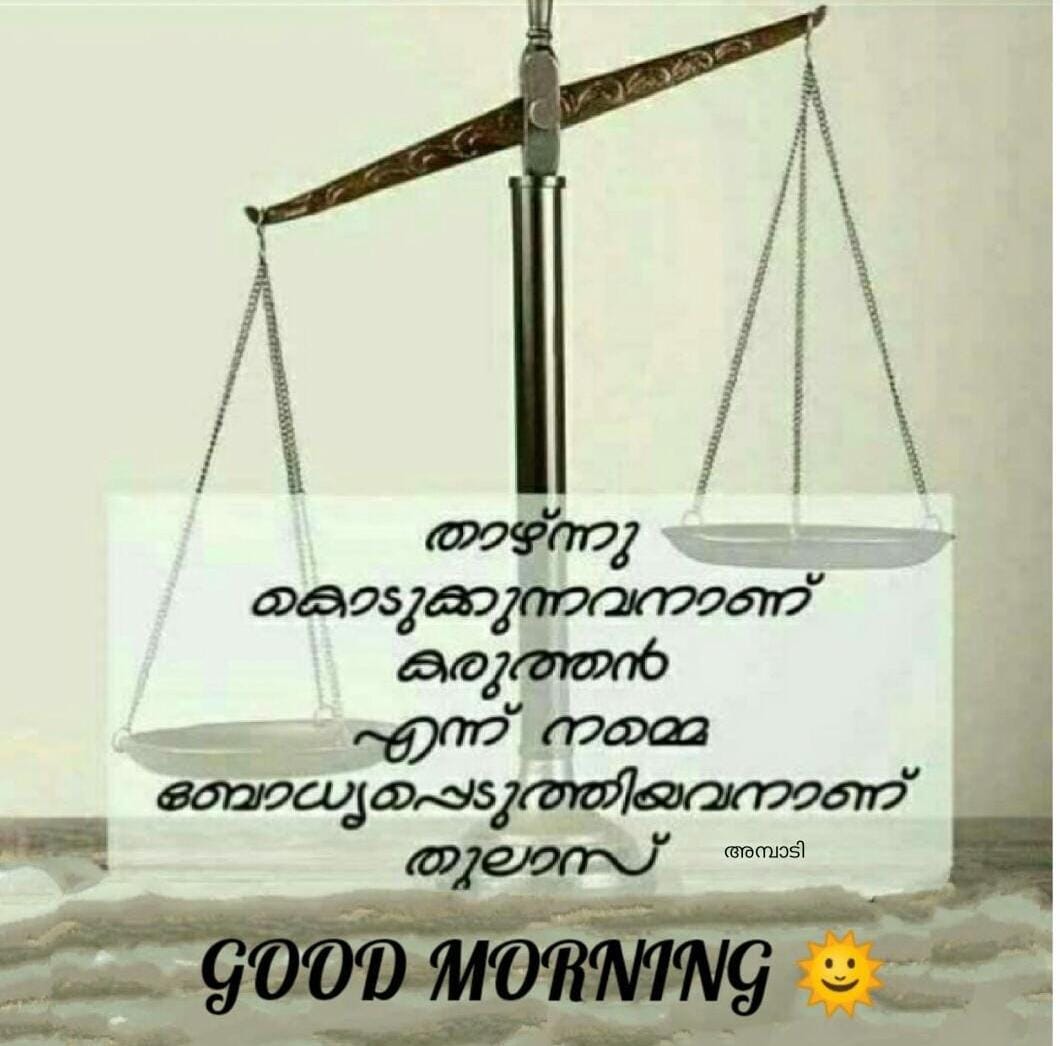 താഴ്ന്നു
കൊടുക്കുന്നവനാണ്
കരുത്തൻ
എന്ന് നമ്മെ
ബോധ്യപ്പെടുത്തിയവനാണ്
തുലാസ്
അമ്പാടി
GOOD MORNING 🌞